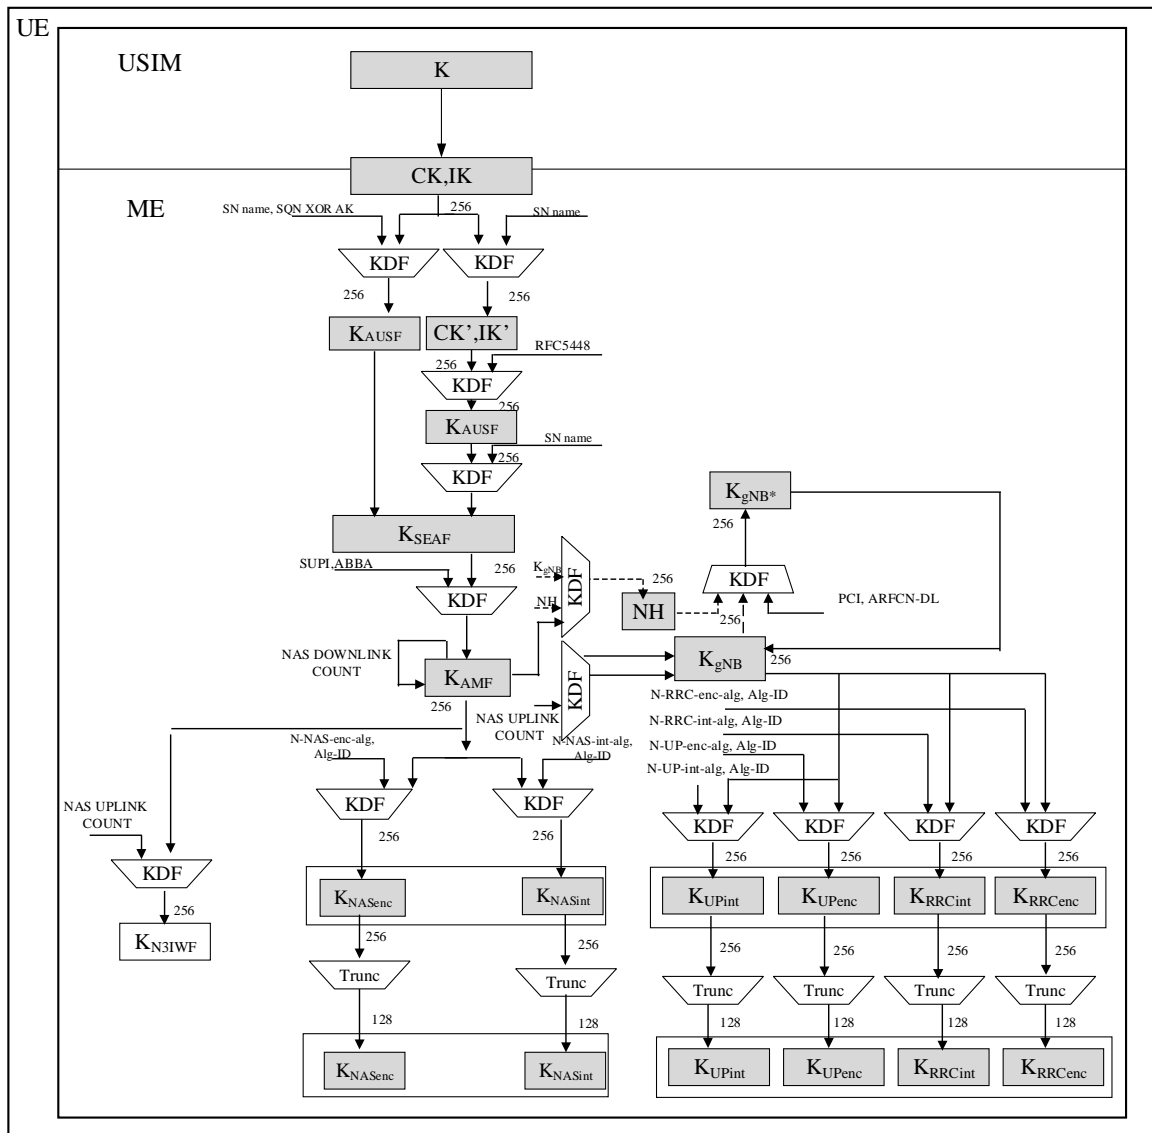 UE
USIM
K
CK,IK
ME
SN name, SQN XOR AK
256
SN name
KDF
KDF
256
256
KAUSF
CK’,IK’
RFC5448
256
KDF
256
KAUSF
SN name
256
KDF
KgNB*
KSEAF
256
SUPI,ABBA
256
KgNB
KDF
256
KDF
KDF
NH
NH
PCI, ARFCN-DL
256
NAS DOWNLINK
COUNT
KAMF
KDF
KgNB
256
256
N-RRC-enc-alg, Alg-ID
NAS UPLINK
COUNT
N-RRC-int-alg, Alg-ID
N-NAS-enc-alg,
Alg-ID
N-NAS-int-alg,
Alg-ID
N-UP-enc-alg, Alg-ID
N-UP-int-alg, Alg-ID
NAS UPLINK
COUNT
KDF
KDF
KDF
KDF
KDF
KDF
256
256
256
256
256
256
KDF
KNASenc
KNASint
KUPint
KUPenc
KRRCint
KRRCenc
256
KN3IWF
256
256
256
256
256
256
Trunc
Trunc
Trunc
Trunc
Trunc
Trunc
128
128
128
128
128
128
KNASenc
KNASint
KUPint
KUPenc
KRRCint
KRRCenc